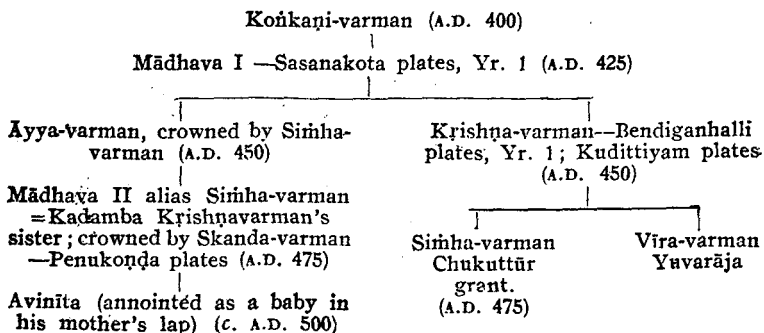 Koṅkaṇi-varman (A.D. 400)
Mādhava I —Sasanakota plates, Yr. 1 (A.D. 425)
Āyya-varman, crowned by Siṁha-
varman (A.D. 450)
Mādhava II alias Siṁha-varman
=Kadamba Kṛishṇavarman's
sister; crowned by Skanda-varman
—Penukoṇḍa plates (A.D. 475)
Avinīta (annointed as a baby in
his mother's lap) (c. A.D. 500)
Kṛishṇa-varman--Bendiganhalli
plates, Yr. 1; Kudittiyam plates
(A.D. 450)
Siṁha-varman
Chukuttūr
grant.
(A.D. 475)
Vīra-varman
Yuvarāja